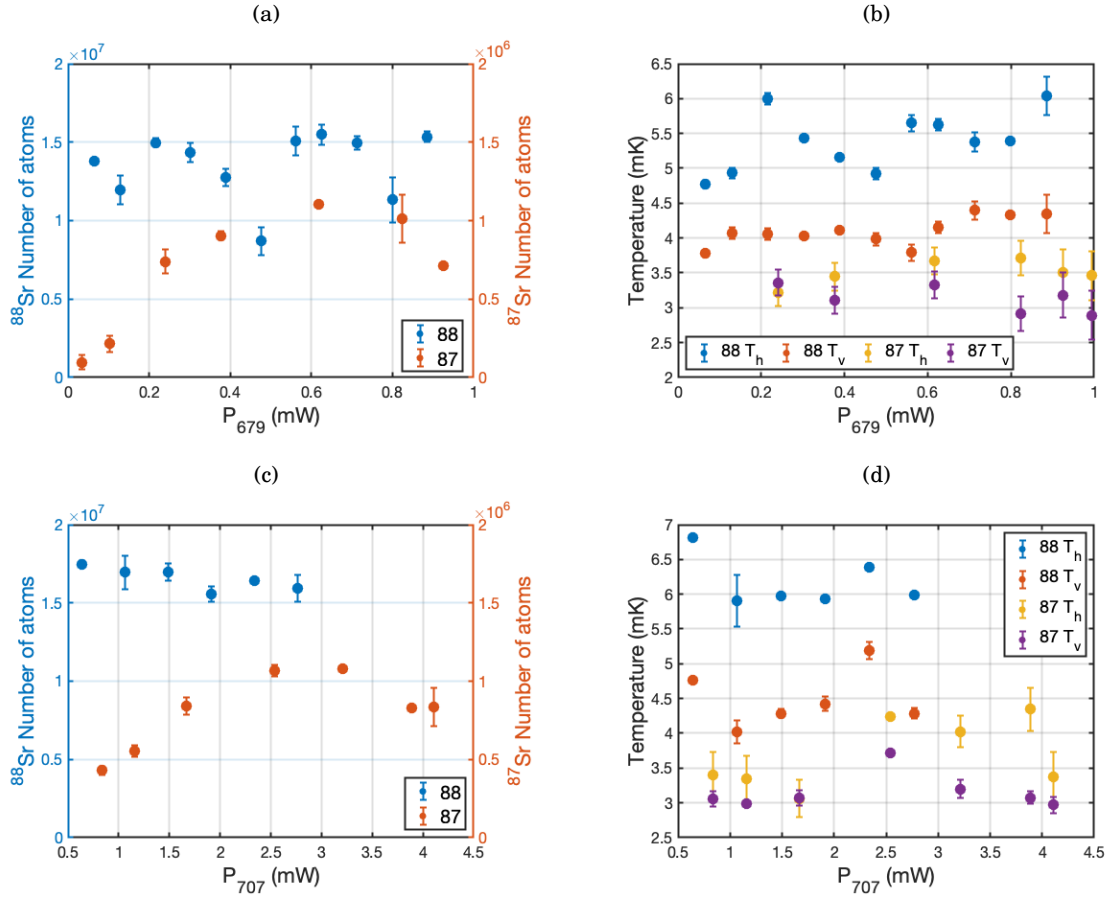 (a)
×10⁷
×10⁶
2
1.5
1
0.5
0
⁸⁸Sr Number of atoms
2
1.5
1
0.5
0
⁸⁷Sr Number of atoms
88
87
0 0.2 0.4 0.6 0.8 1
P₆₇₉ (mW)
(b)
6.5
6
5.5
5
4.5
4
3.5
3
2.5
2
Temperature (mK)
88 Tₕ 88 Tᵥ 87 Tₕ 87 Tᵥ
0 0.2 0.4 0.6 0.8 1
P₆₇₉ (mW)
(c)
×10⁷
×10⁶
2
1.5
1
0.5
0
⁸⁸Sr Number of atoms
2
1.5
1
0.5
0
⁸⁷Sr Number of atoms
88
87
0.5 1 1.5 2 2.5 3 3.5 4 4.5
P₇₀₇ (mW)
(d)
7
6.5
6
5.5
5
4.5
4
3.5
3
2.5
Temperature (mK)
88 Tₕ
88 Tᵥ
87 Tₕ
87 Tᵥ
0.5 1 1.5 2 2.5 3 3.5 4 4.5
P₇₀₇ (mW)